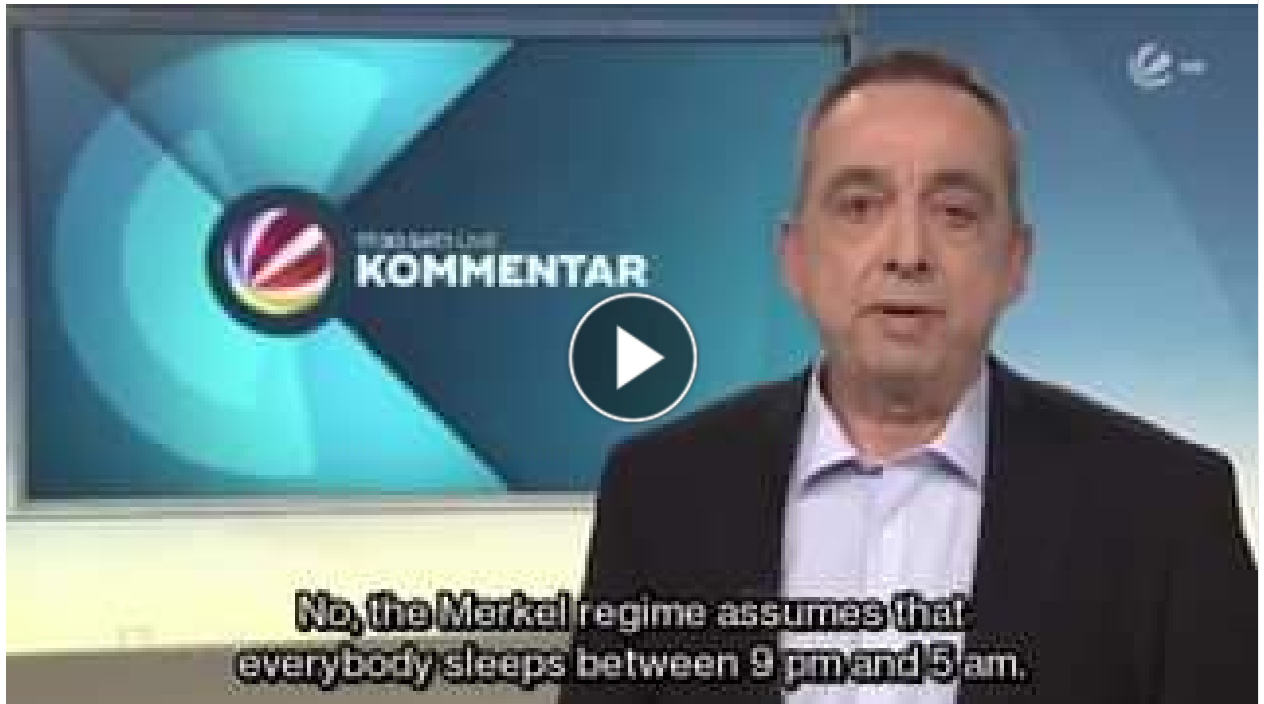 KOMMENTAR
No, the Merkel regime assumes that
everybody sleeps between 9 pm and 5 am.